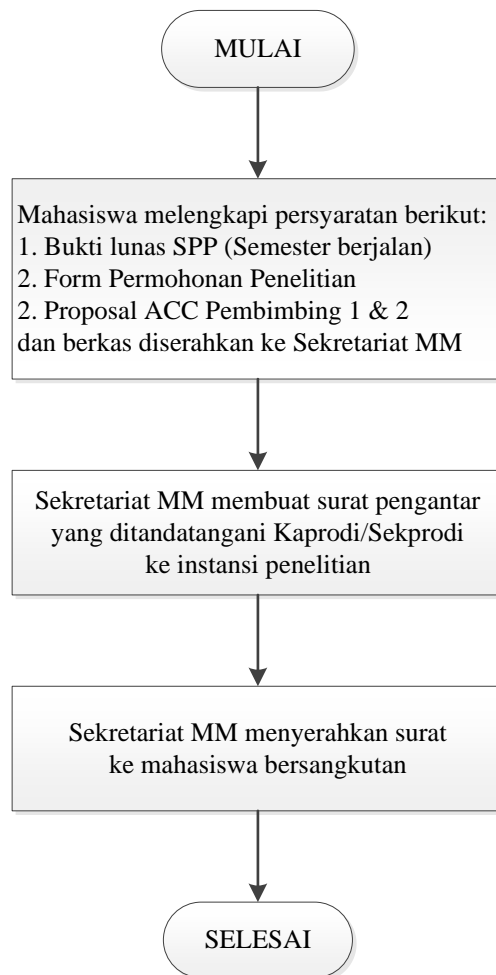 MULAI
Mahasiswa melengkapi persyaratan berikut:
1. Bukti lunas SPP (Semester berjalan)
2. Form Permohonan Penelitian
2. Proposal ACC Pembimbing 1 & 2
dan berkas diserahkan ke Sekretariat MM
Sekretariat MM membuat surat pengantar
yang ditandatangani Kaprodi/Sekprodi
ke instansi penelitian
Sekretariat MM menyerahkan surat
ke mahasiswa bersangkutan
SELESAI